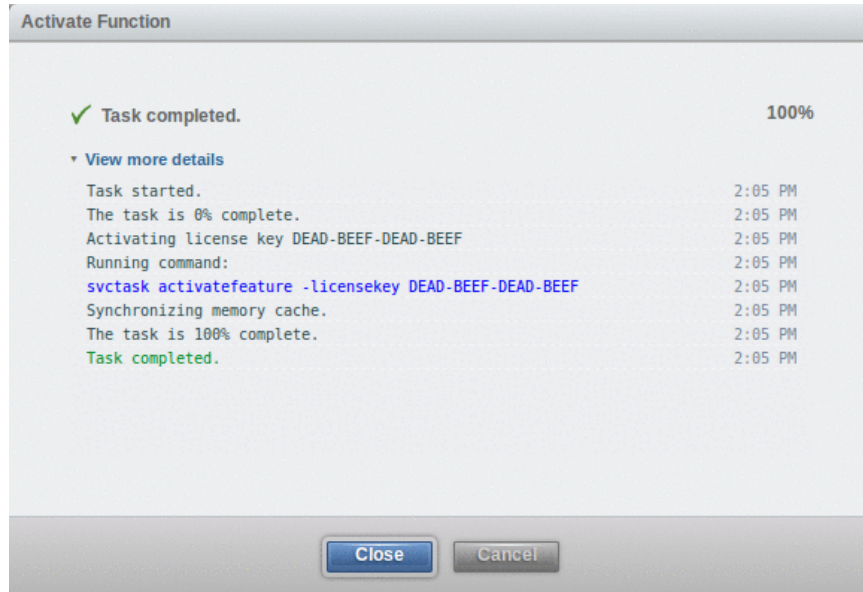 Activate Function
Task completed. 100%
View more details
Task started. 2:05 PM
The task is 0% complete. 2:05 PM
Activating license key DEAD-BEEF-DEAD-BEEF 2:05 PM
Running command: 2:05 PM
svctask activatefeature -licensekey DEAD-BEEF-DEAD-BEEF 2:05 PM
Synchronizing memory cache. 2:05 PM
The task is 100% complete. 2:05 PM
Task completed. 2:05 PM
Close Cancel